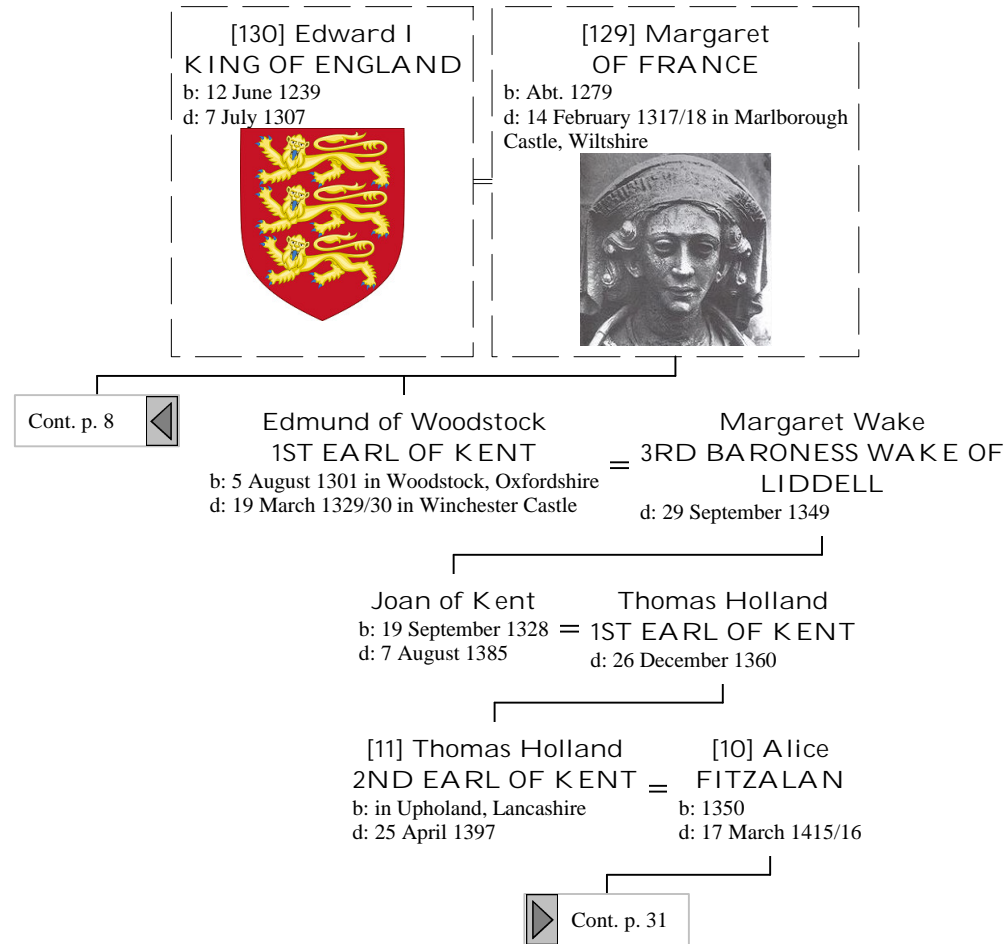 [130] Edward I
KING OF ENGLAND
b: 12 June 1239
d: 7 July 1307
[129] Margaret
OF FRANCE
b: Abt. 1279
d: 14 February 1317/18 in Marlborough
Castle, Wiltshire
=
Cont. p. 8
Edmund of Woodstock
1ST EARL OF KENT
b: 5 August 1301 in Woodstock, Oxfordshire
d: 19 March 1329/30 in Winchester Castle
=
Margaret Wake
3RD BARONESS WAKE OF
LIDDELL
d: 29 September 1349
Joan of Kent
b: 19 September 1328
d: 7 August 1385
=
Thomas Holland
1ST EARL OF KENT
d: 26 December 1360
[11] Thomas Holland
2ND EARL OF KENT
b: in Upholand, Lancashire
d: 25 April 1397
=
[10] Alice
FITZALAN
b: 1350
d: 17 March 1415/16
Cont. p. 31